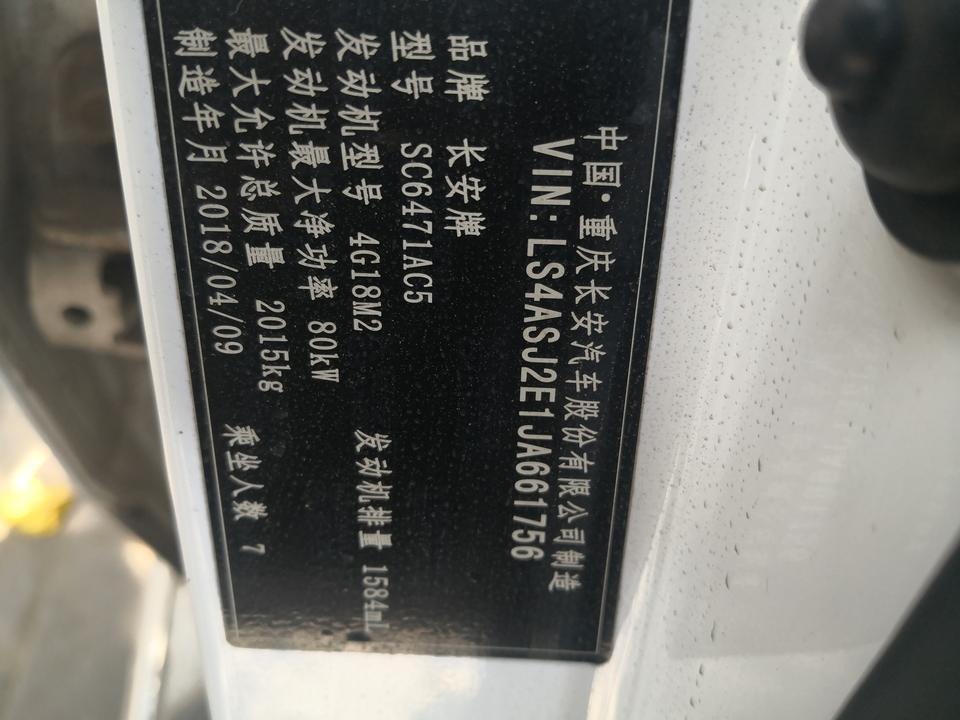 中国·重庆长安汽车股份有限公司制造
VIN:LS4ASJ2E1JA661756
品牌 长安牌
型号 SC6471AC5
发动机型号 4G18M2 发动机排量 1584mL
发动机最大净功率 80kW
最大允许总质量 2015kg
制造年月 2018/04/09 乘坐人数 7